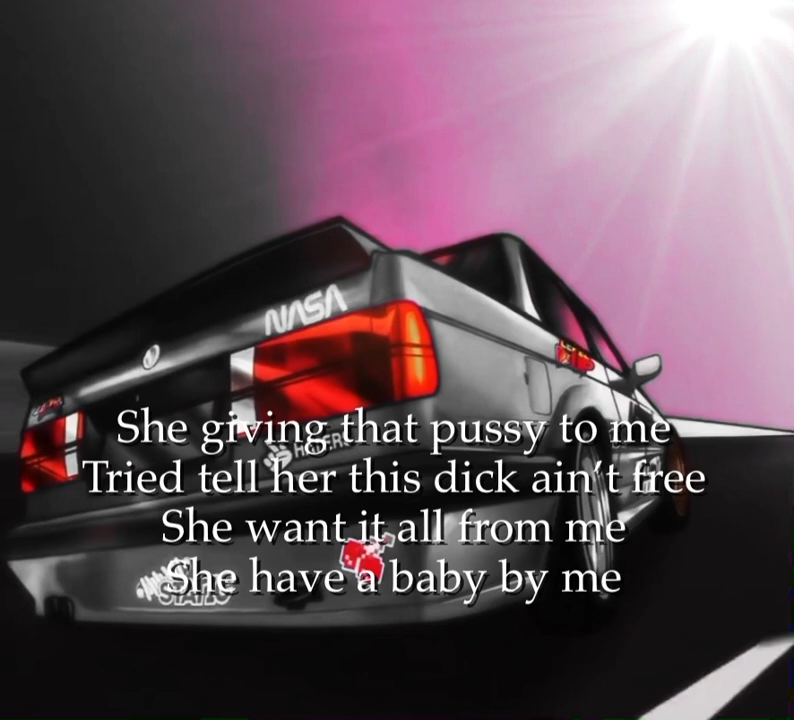 NASA
She giving that pussy to me
Tried tell her this dick ain't free
She want it all from me
She have a baby by me